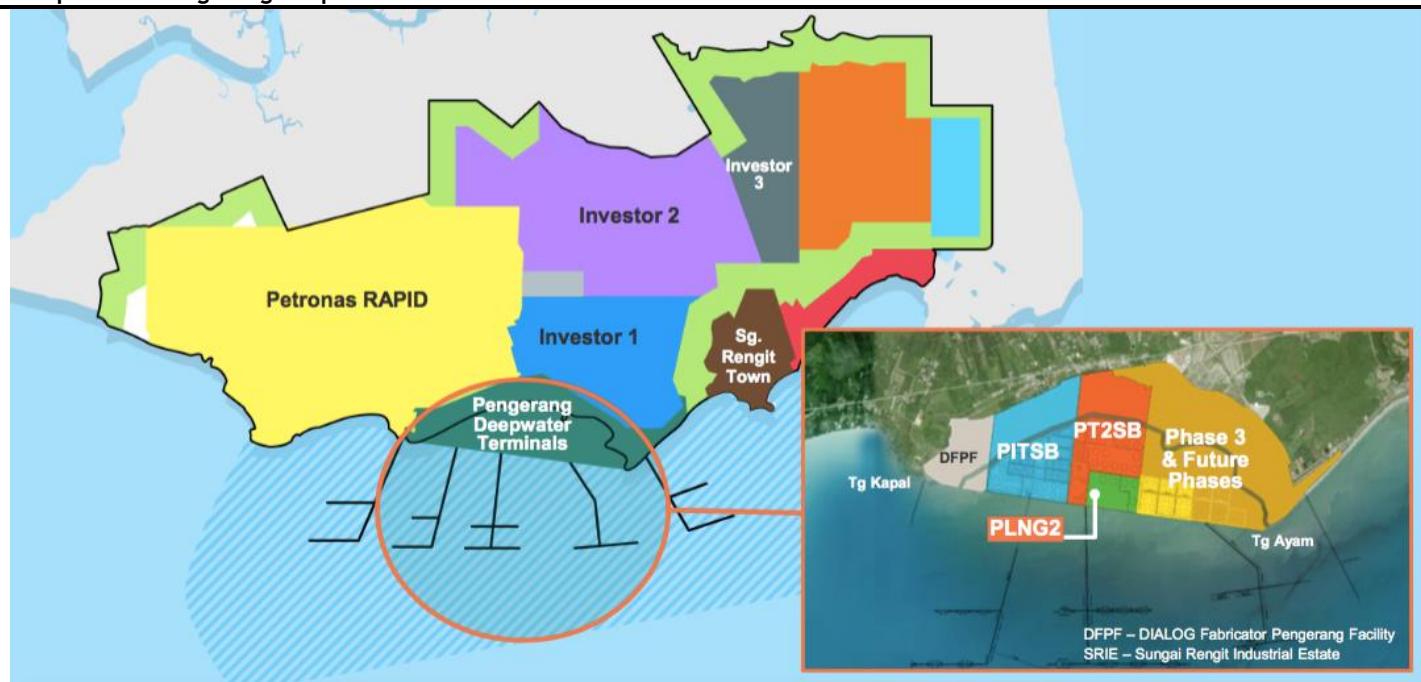 Investor
3
Investor 2
Petronas RAPID
Investor 1
Sg.
Rengit
Town
Pengerang
Deepwater
Terminals
DFPF
PITSB
PT2SB
Phase 3
& Future
Phases
Tg Kapal
PLNG2
Tg Ayam
DFPF – DIALOG Fabricator Pengerang Facility
SRIE – Sungai Rengit Industrial Estate